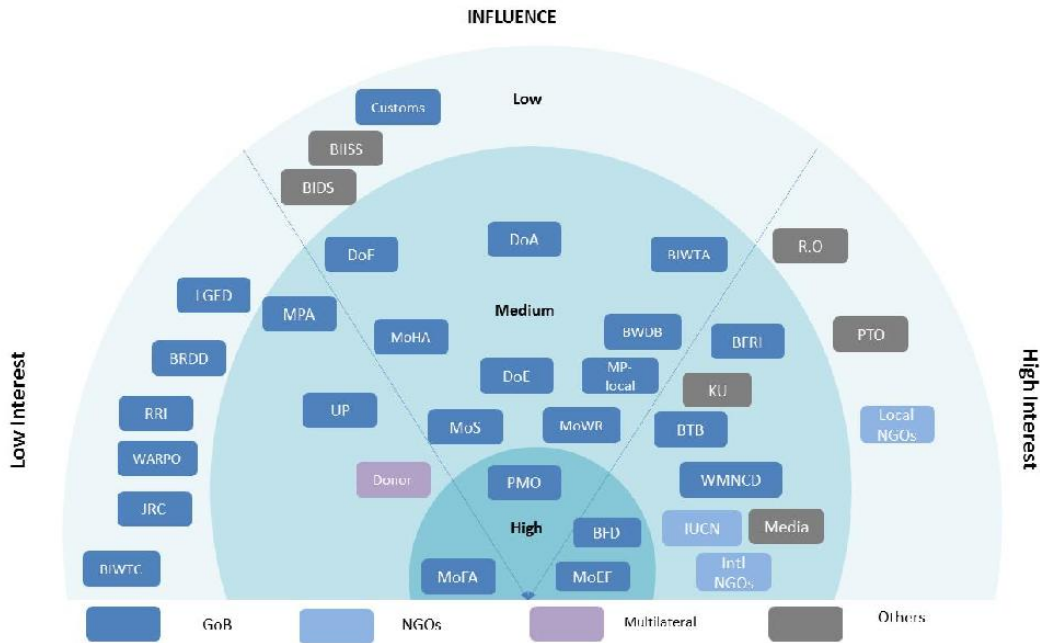 INFLUENCE
Low
Customs
BIISS
BIDS
DoF
DoA
BIWTA
R.O
LGED
MPA
Medium
MoHA
BWDB
BFRI
PTO
BRDD
DoE
MP-
local
KU
Low Interest
High Interest
RRI
UP
MoS
MoWR
BTB
Local
NGOs
WARPO
Donor
PMO
WMNCD
JRC
High
BFD
IUCN
Media
BIWTC
MoFA
MoEF
Intl
NGOs
GoB
NGOs
Multilateral
Others